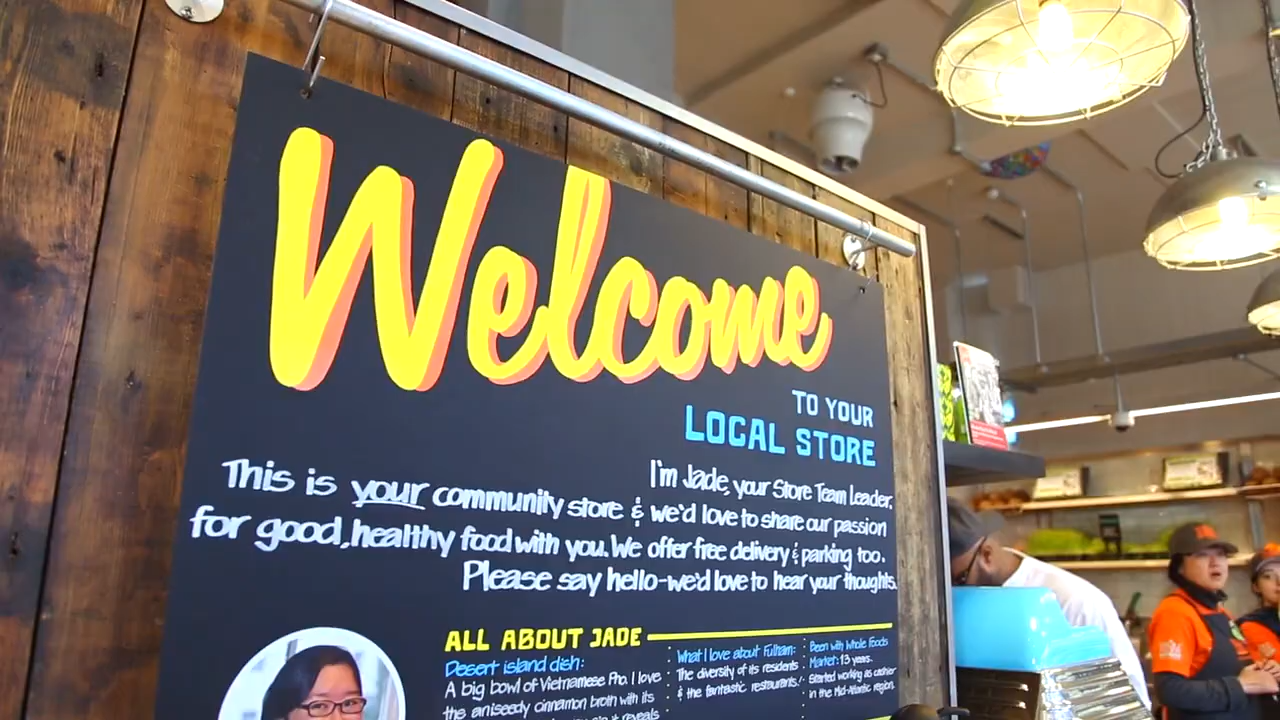 Welcome
TO YOUR
LOCAL STORE
I'm Jade, your Store Team Leader.
This is your community store & we'd love to share our passion
for good, healthy food with you. We offer free delivery & parking too.
Please say hello-we'd love to hear your thoughts.
ALL ABOUT JADE
Desert island dish:
A big bowl of Vietnamese Pho. I love
the aniseedy cinnamon broth with its
reveals
What I love about Fulham:
The diversity of its residents
& the fantastic restaurants!
Been with Whole Foods
Market: 13 years.
Started working as cashier
in the Mid-Atlantic region.